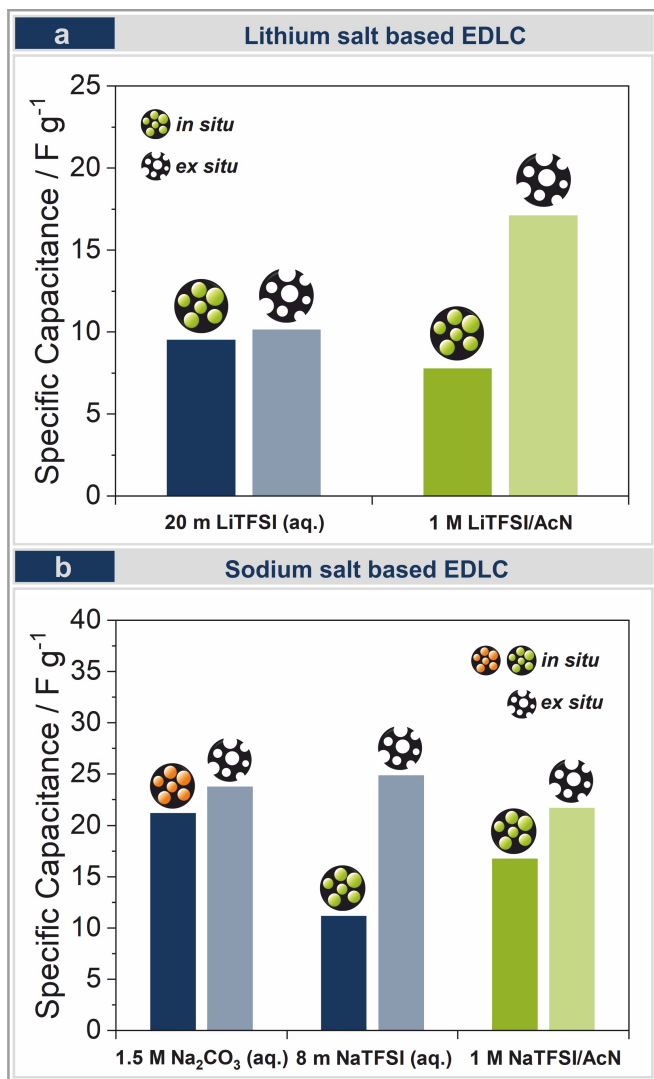 a
Lithium salt based EDLC
Specific Capacitance / F g⁻¹
25
20
15
10
5
0
in situ
ex situ
20 m LiTFSI (aq.)
1 M LiTFSI/AcN
b
Sodium salt based EDLC
Specific Capacitance / F g⁻¹
40
35
30
25
20
15
10
5
0
in situ
ex situ
1.5 M Na₂CO₃ (aq.)
8 m NaTFSI (aq.)
1 M NaTFSI/AcN